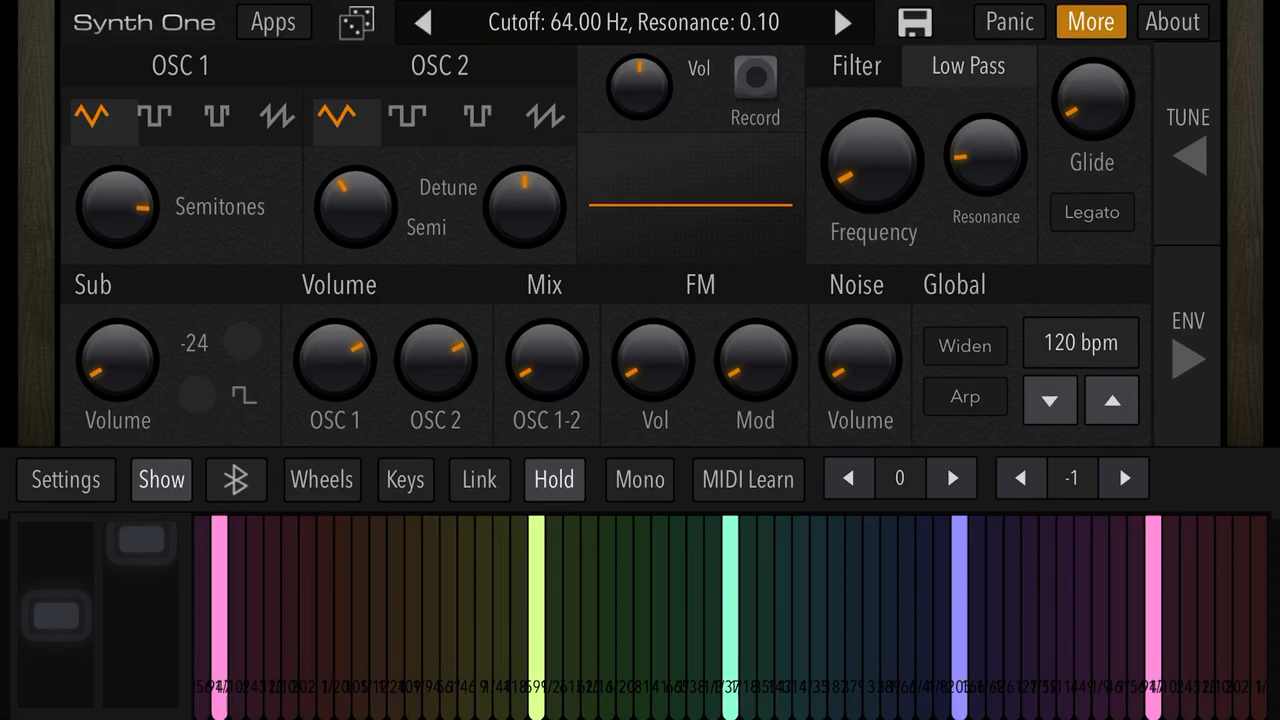 Synth One Apps Cutoff: 64.00 Hz, Resonance: 0.10 Panic More About
OSC 1 OSC 2 Vol Filter Low Pass
Record
TUNE
Glide
Semitones Detune
Semi
Resonance Legato
Frequency
Sub Volume Mix FM Noise Global
ENV
-24 Widen 120 bpm
Arp
Volume OSC 1 OSC 2 OSC 1-2 Vol Mod Volume
Settings Show Wheels Keys Link Hold Mono MIDI Learn 0 -1